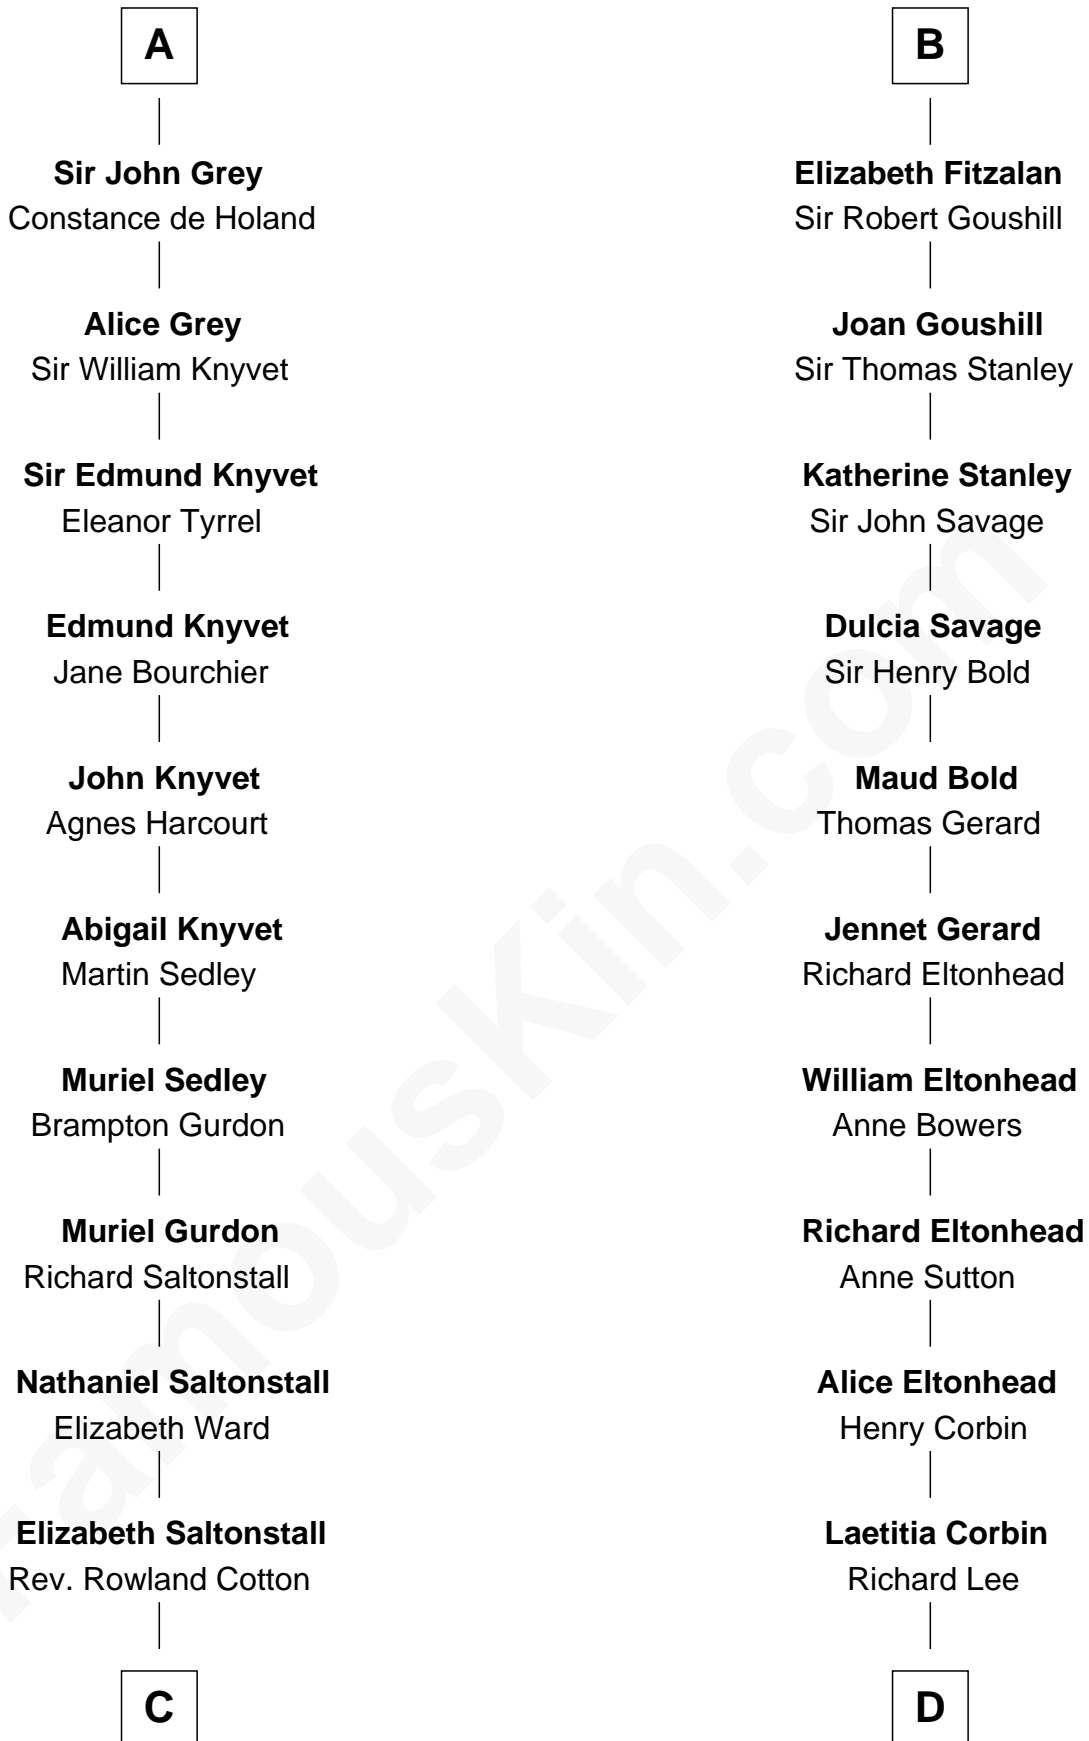 A
Sir John Grey
Constance de Holand
Alice Grey
Sir William Knyvet
Sir Edmund Knyvet
Eleanor Tyrrel
Edmund Knyvet
Jane Bourchier
John Knyvet
Agnes Harcourt
Abigail Knyvet
Martin Sedley
Muriel Sedley
Brampton Gurdon
Muriel Gurdon
Richard Saltonstall
Nathaniel Saltonstall
Elizabeth Ward
Elizabeth Saltonstall
Rev. Rowland Cotton
C
B
Elizabeth Fitzalan
Sir Robert Goushill
Joan Goushill
Sir Thomas Stanley
Katherine Stanley
Sir John Savage
Dulcia Savage
Sir Henry Bold
Maud Bold
Thomas Gerard
Jennet Gerard
Richard Eltonhead
William Eltonhead
Anne Bowers
Richard Eltonhead
Anne Sutton
Alice Eltonhead
Henry Corbin
Laetitia Corbin
Richard Lee
D
FamousKin.com